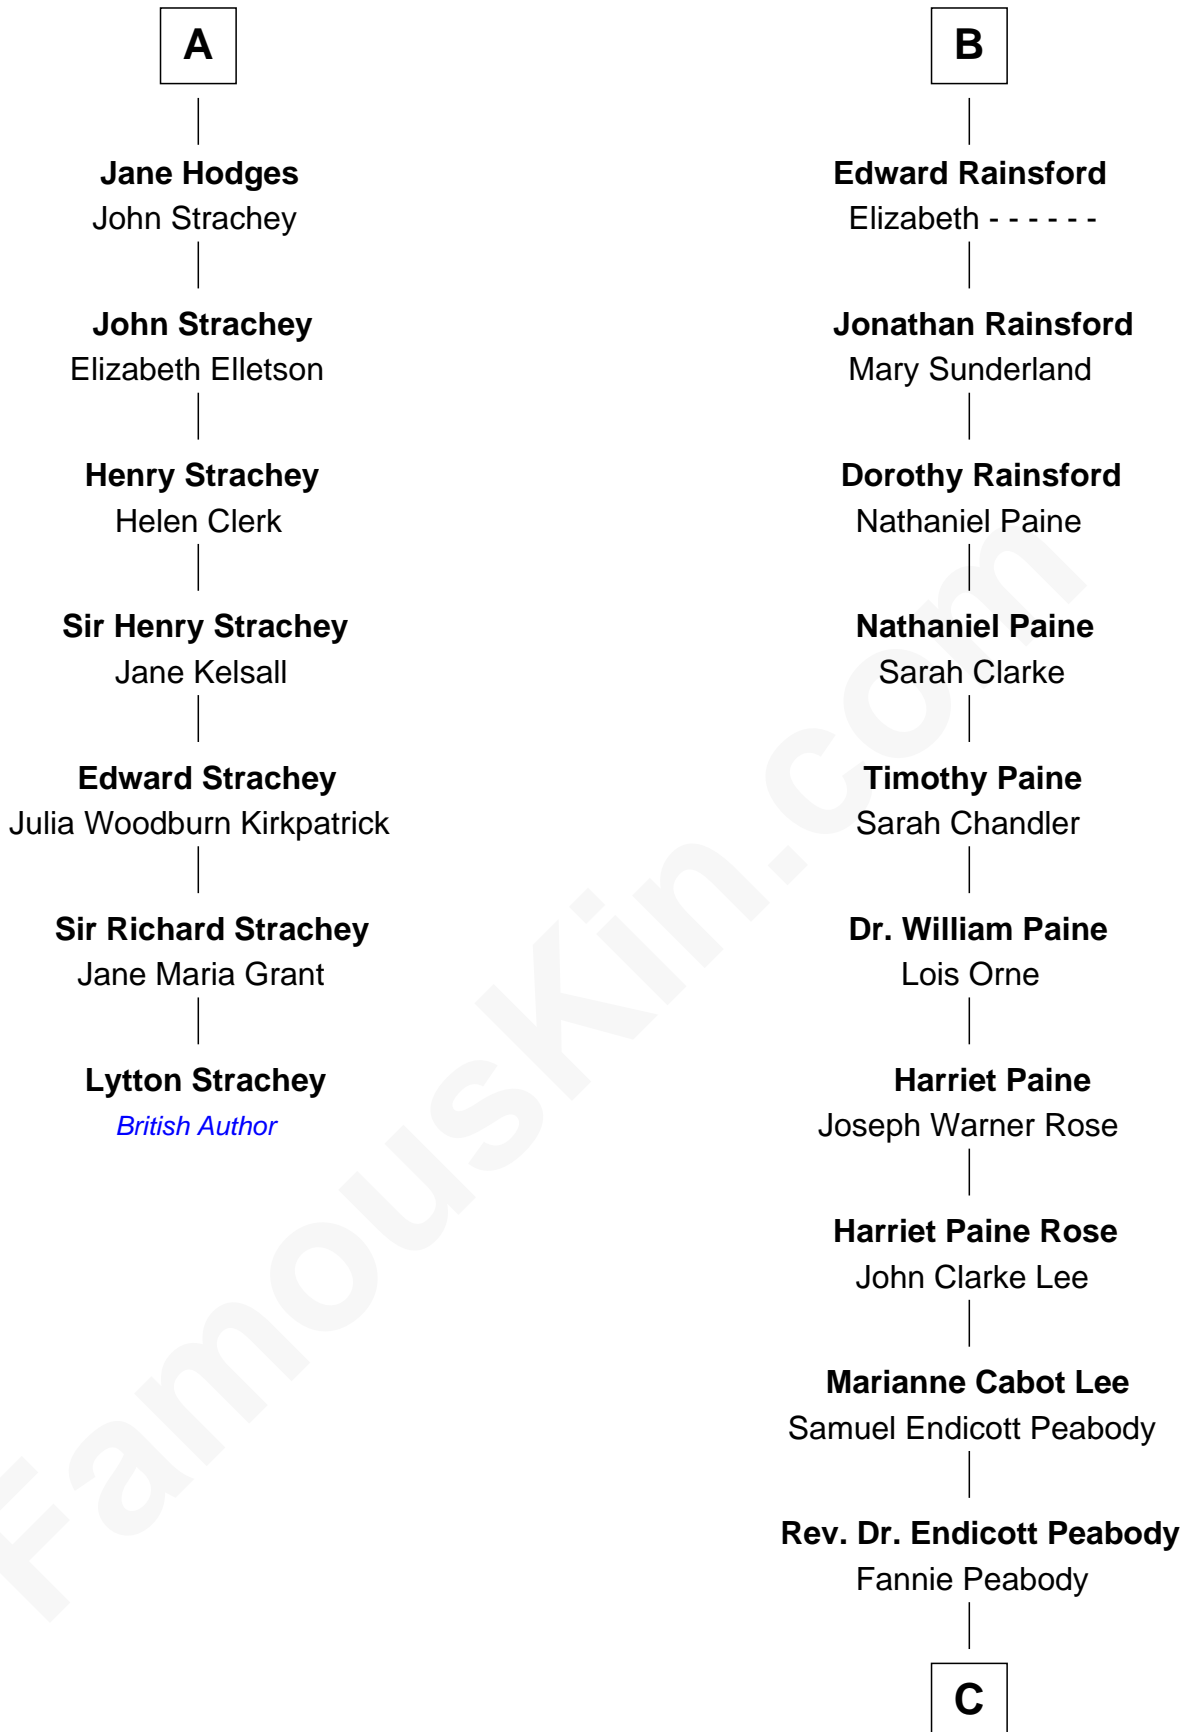 A
Jane Hodges
John Strachey
John Strachey
Elizabeth Elletson
Henry Strachey
Helen Clerk
Sir Henry Strachey
Jane Kelsall
Edward Strachey
Julia Woodburn Kirkpatrick
Sir Richard Strachey
Jane Maria Grant
Lytton Strachey
British Author
B
Edward Rainsford
Elizabeth - - - - - -
Jonathan Rainsford
Mary Sunderland
Dorothy Rainsford
Nathaniel Paine
Nathaniel Paine
Sarah Clarke
Timothy Paine
Sarah Chandler
Dr. William Paine
Lois Orne
Harriet Paine
Joseph Warner Rose
Harriet Paine Rose
John Clarke Lee
Marianne Cabot Lee
Samuel Endicott Peabody
Rev. Dr. Endicott Peabody
Fannie Peabody
C
FamousKin.com